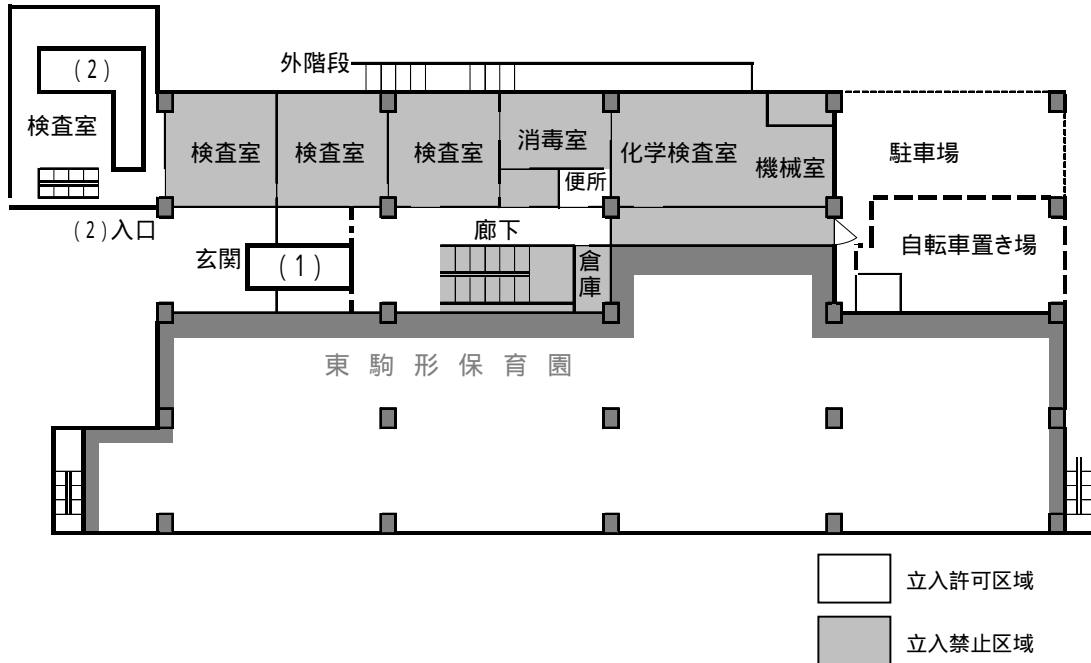 外階段
(2)
検査室
検査室
検査室
検査室
消毒室
便所
化学検査室
機械室
駐車場
(2)入口
玄関
(1)
廊下
倉庫
自転車置き場
東駒形保育園
立入許可区域
立入禁止区域